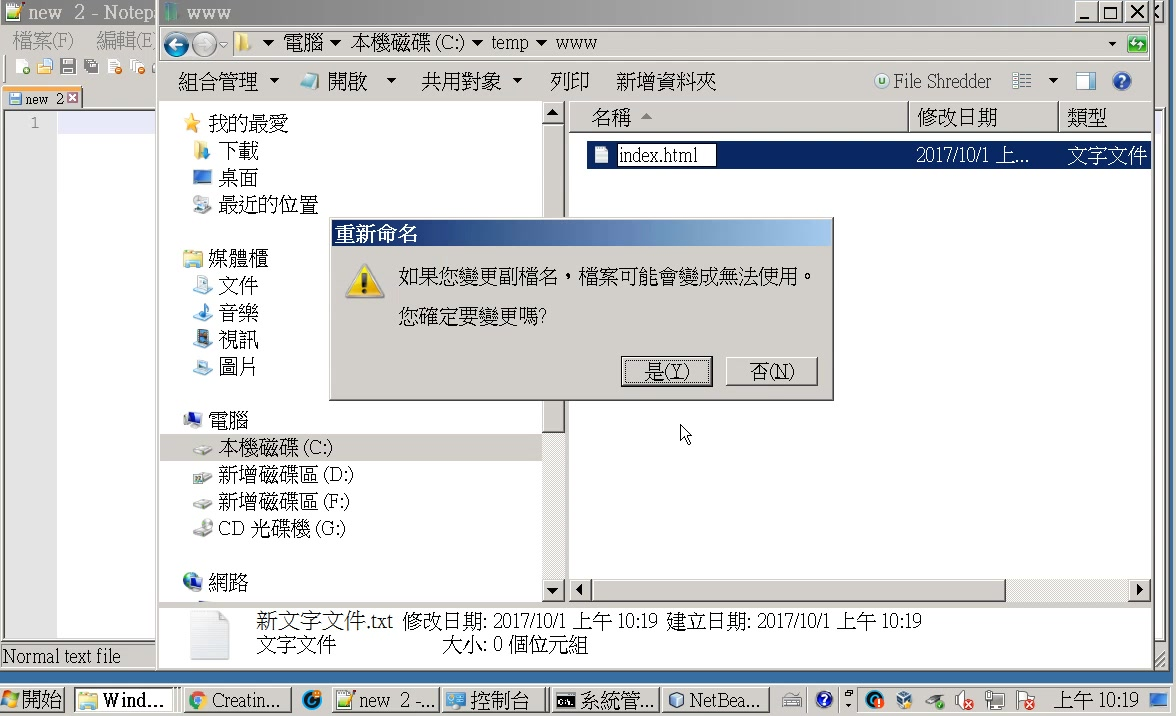 new 2 - Notep
www
檔案(F) 編輯(E)
電腦 本機磁碟 (C:) temp www
組合管理 開啟 共用對象 列印 新增資料夾 File Shredder
new 2
1
我的最愛
下載
桌面
最近的位置
媒體櫃
文件
音樂
視訊
圖片
電腦
本機磁碟 (C:)
新增磁碟區 (D:)
新增磁碟區 (F:)
CD 光碟機 (G:)
網路
名稱 修改日期 類型
index.html 2017/10/1 上... 文字文件
重新命名
如果您變更副檔名，檔案可能會變成無法使用。
您確定要變更嗎?
是(Y) 否(N)
新文字文件.txt 修改日期: 2017/10/1 上午 10:19 建立日期: 2017/10/1 上午 10:19
文字文件 大小: 0 個位元組
Normal text file
開始 Wind... Creatin... new 2 -... 控制台 系統管... NetBea... 上午 10:19